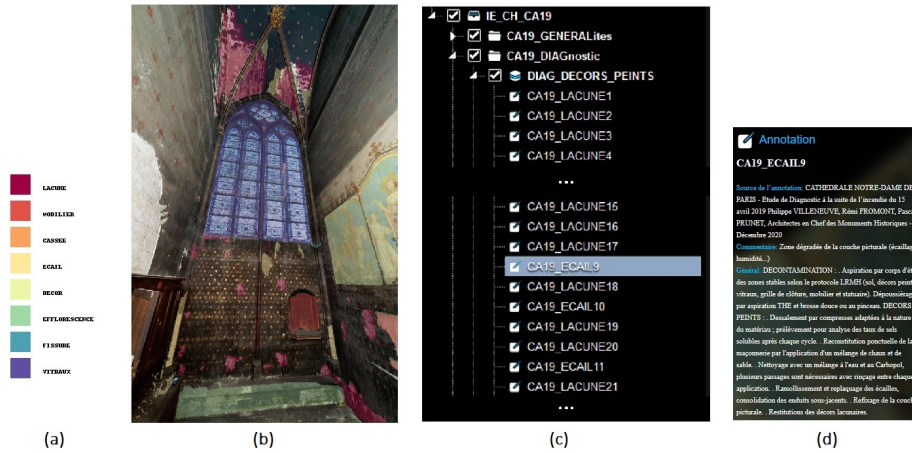 LACUNE
MOBILIER
CASSEE
ECAIL
DECOR
EFFLORESCENCE
FISSURE
VITRAUX
(a)
(b)
IE_CH_CA19
CA19_GENERALites
CA19_DIAGnostic
DIAG_DECORS_PEINTS
CA19_LACUNE1
CA19_LACUNE2
CA19_LACUNE3
CA19_LACUNE4
...
CA19_LACUNE15
CA19_LACUNE16
CA19_LACUNE17
CA19_ECAIL9
CA19_LACUNE18
CA19_ECAIL10
CA19_LACUNE19
CA19_LACUNE20
CA19_ECAIL11
CA19_LACUNE21
...
(c)
Annotation
CA19_ECAIL9
Source de l'annotation: CATHEDRALE NOTRE-DAME DE
PARIS - Etude de Diagnostic à la suite de l'incendie du 15
avril 2019 Philippe VILLENEUVE, Rémi FROMONT, Pasca
PRUNET, Architectes en Chef des Monuments Historiques -
Décembre 2020
Commentaire: Zone dégradée de la couche picturale (écaillag
humidité...)
Général: DECONTAMINATION : . Aspiration par corps d'ét
des zones stables selon le protocole LRMH (sol, décors peint
vitraux, grille de clôture, mobilier et statuaire). Dépoussiérag
par aspiration THE et brosse douce ou au pinceau. DECORS
PEINTS : . Dessalement par compresses adaptées à la nature
du matériau ; prélèvement pour analyse des taux de sels
solubles après chaque cycle. . Reconstitution ponctuelle de la
maçonnerie par l'application d'un mélange de chaux et de
sable. . Nettoyage avec un mélange à l'eau et au Carbopol,
plusieurs passages sont nécessaires avec rinçage entre chaque
application. . Ramollissement et replaquage des écailles,
consolidation des enduits sous-jacents. . Refixage de la couch
picturale. . Restitutions des décors lacunaires.
(d)